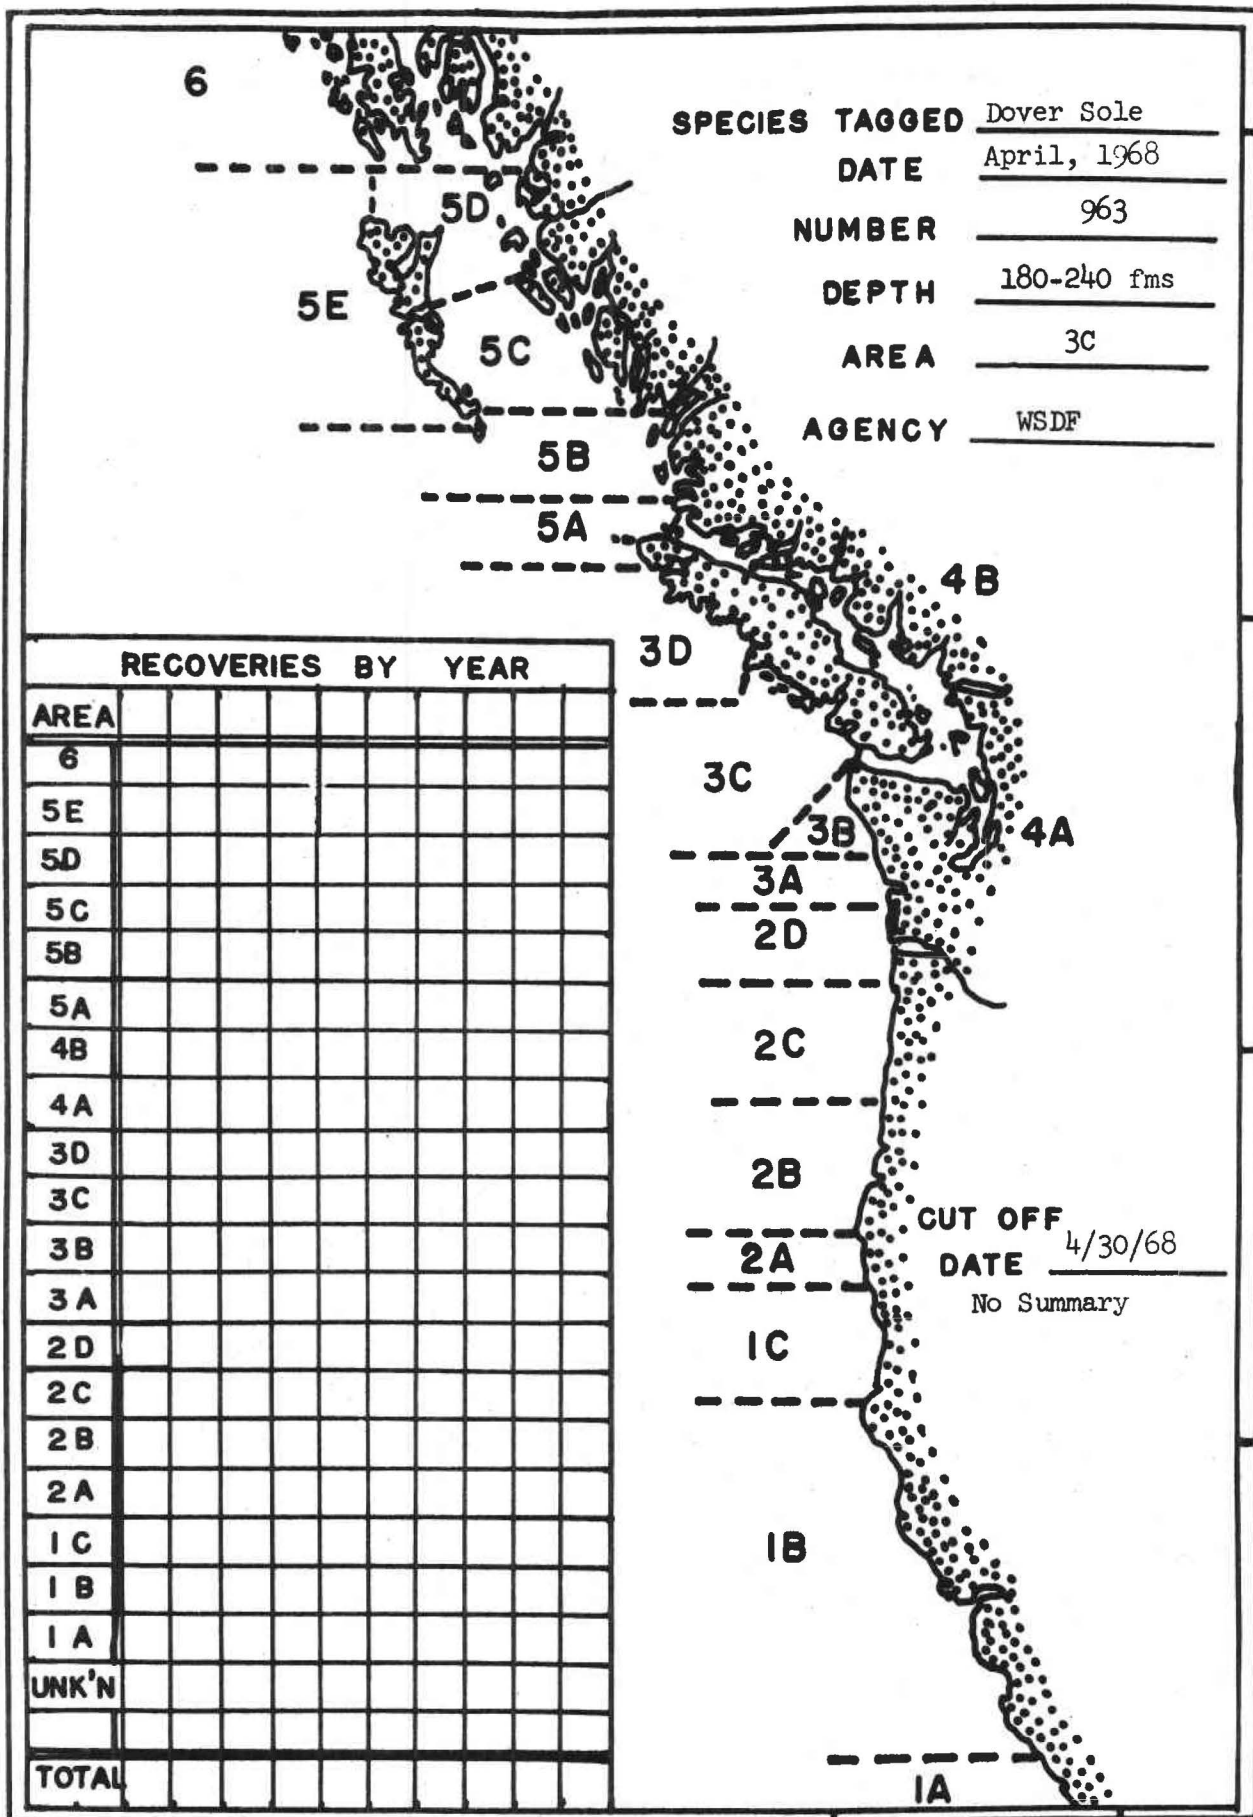 6
SPECIES TAGGED Dover Sole
DATE April, 1968
5D
NUMBER 963
5E
DEPTH 180-240 fms
5C
AREA 3C
AGENCY WSDF
5B
5A
4B
3D
3C
3B
4A
3A
2D
2C
2B
2A
1C
1B
1A
CUT OFF
DATE 4/30/68
No Summary
RECOVERIES BY YEAR
AREA
6
5E
5D
5C
5B
5A
4B
4A
3D
3C
3B
3A
2D
2C
2B
2A
1C
1B
1A
UNK'N
TOTAL